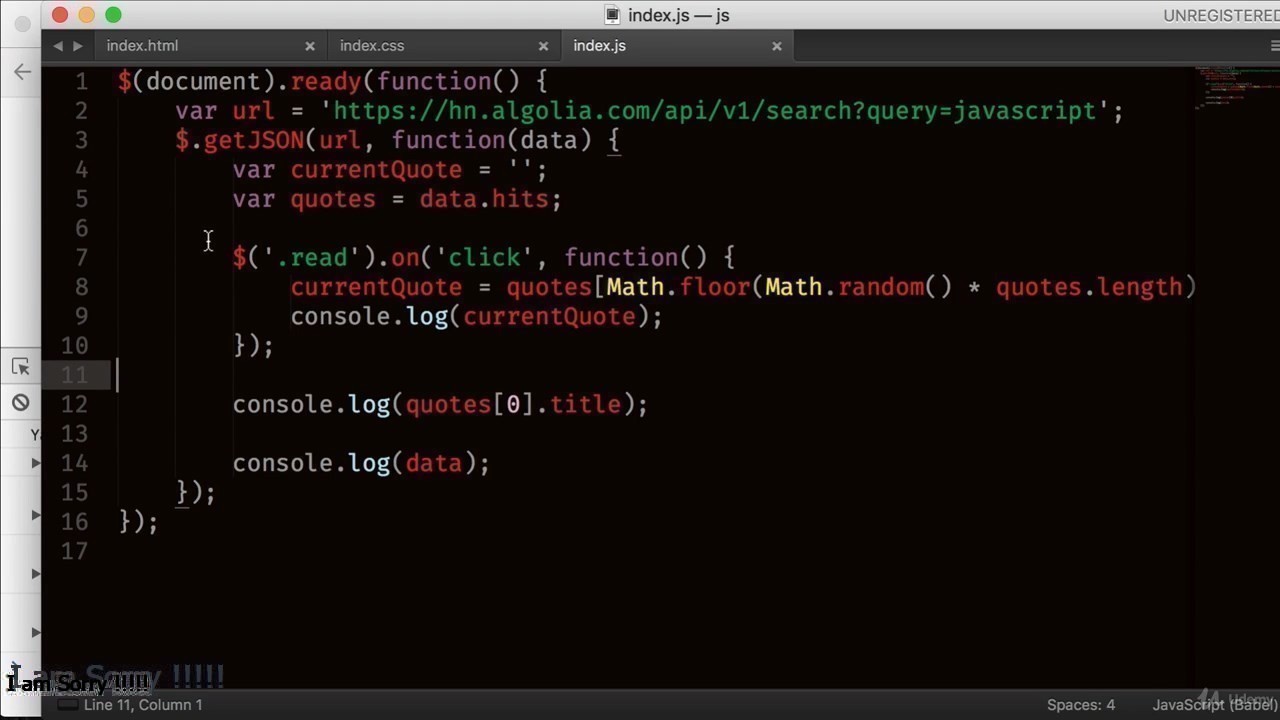 index.js — js
UNREGISTERED
index.html
index.css
index.js
1 $(document).ready(function() {
2 var url = 'https://hn.algolia.com/api/v1/search?query=javascript';
3 $.getJSON(url, function(data) {
4 var currentQuote = '';
5 var quotes = data.hits;
6
7 $('.read').on('click', function() {
8 currentQuote = quotes[Math.floor(Math.random() * quotes.length)
9 console.log(currentQuote);
10 });
11
12 console.log(quotes[0].title);
13
14 console.log(data);
15 });
16 });
17
I am Sorry !!!!!
I am Sorry !!!!!
Line 11, Column 1
Spaces: 4
JavaScript (Babel)
Udemy